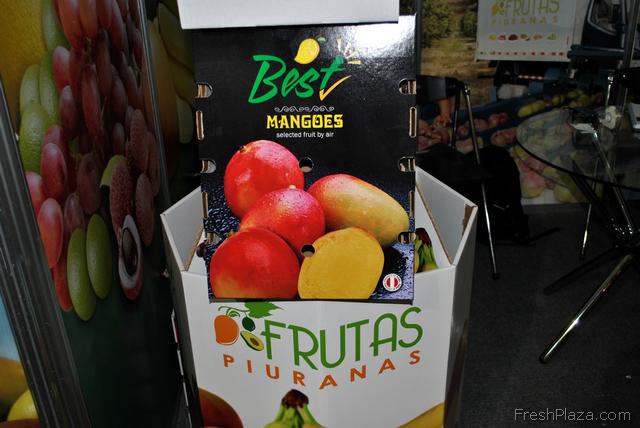 FRUTAS
PIURANAS
Best
MANGOES
selected fruit by air
FRUTAS
PIURANAS
FreshPlaza.com